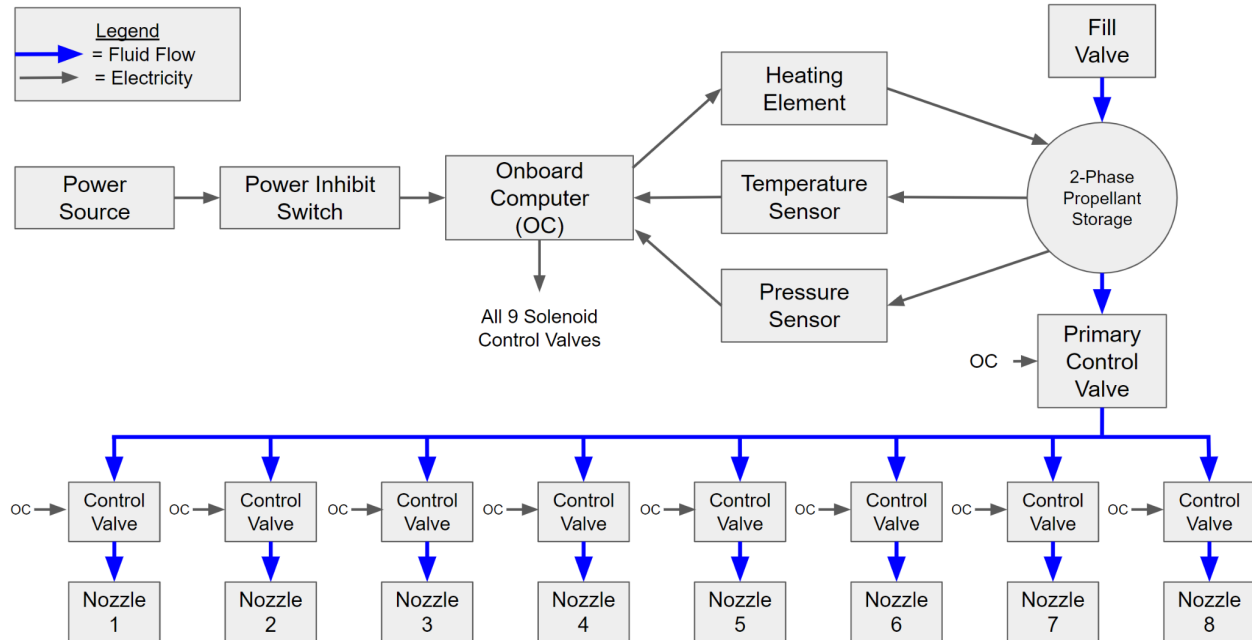 Legend
= Fluid Flow
= Electricity
Fill
Valve
Heating
Element
Power
Source
Power Inhibit
Switch
Onboard
Computer
(OC)
Temperature
Sensor
2-Phase
Propellant
Storage
Pressure
Sensor
All 9 Solenoid
Control Valves
OC
Primary
Control
Valve
OC
Control
Valve
OC
Control
Valve
OC
Control
Valve
OC
Control
Valve
OC
Control
Valve
OC
Control
Valve
OC
Control
Valve
OC
Control
Valve
Nozzle
1
Nozzle
2
Nozzle
3
Nozzle
4
Nozzle
5
Nozzle
6
Nozzle
7
Nozzle
8